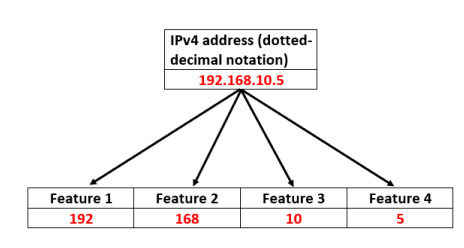 IPv4 address (dotted-
decimal notation)
192.168.10.5
Feature 1 Feature 2 Feature 3 Feature 4
192 168 10 5